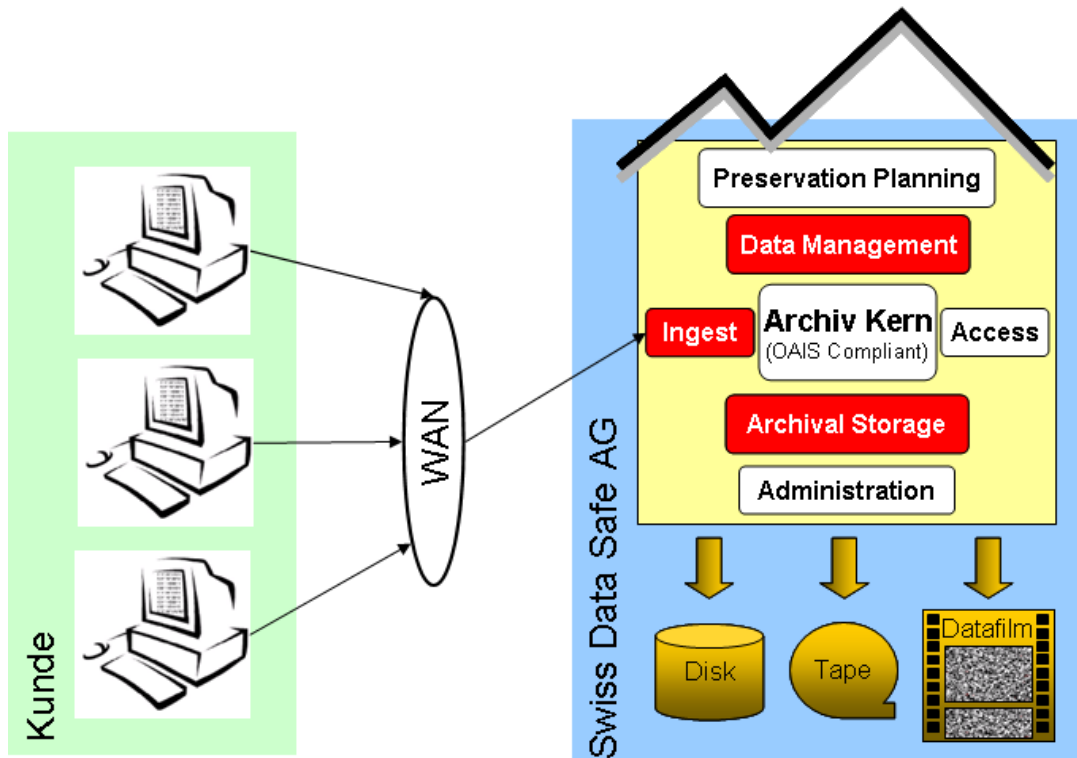 Kunde
WAN
Swiss Data Safe AG
Preservation Planning
Data Management
Ingest
Archiv Kern
(OAIS Compliant)
Access
Archival Storage
Administration
Disk
Tape
Datafilm